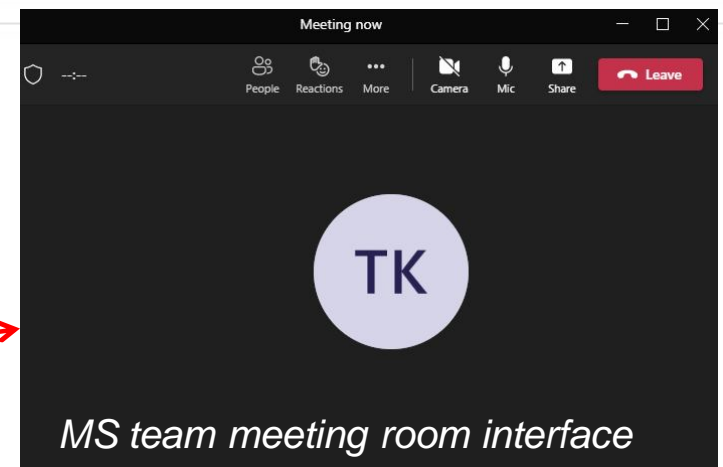 Meeting now
--:--
People Reactions More Camera Mic Share Leave
TK
MS team meeting room interface